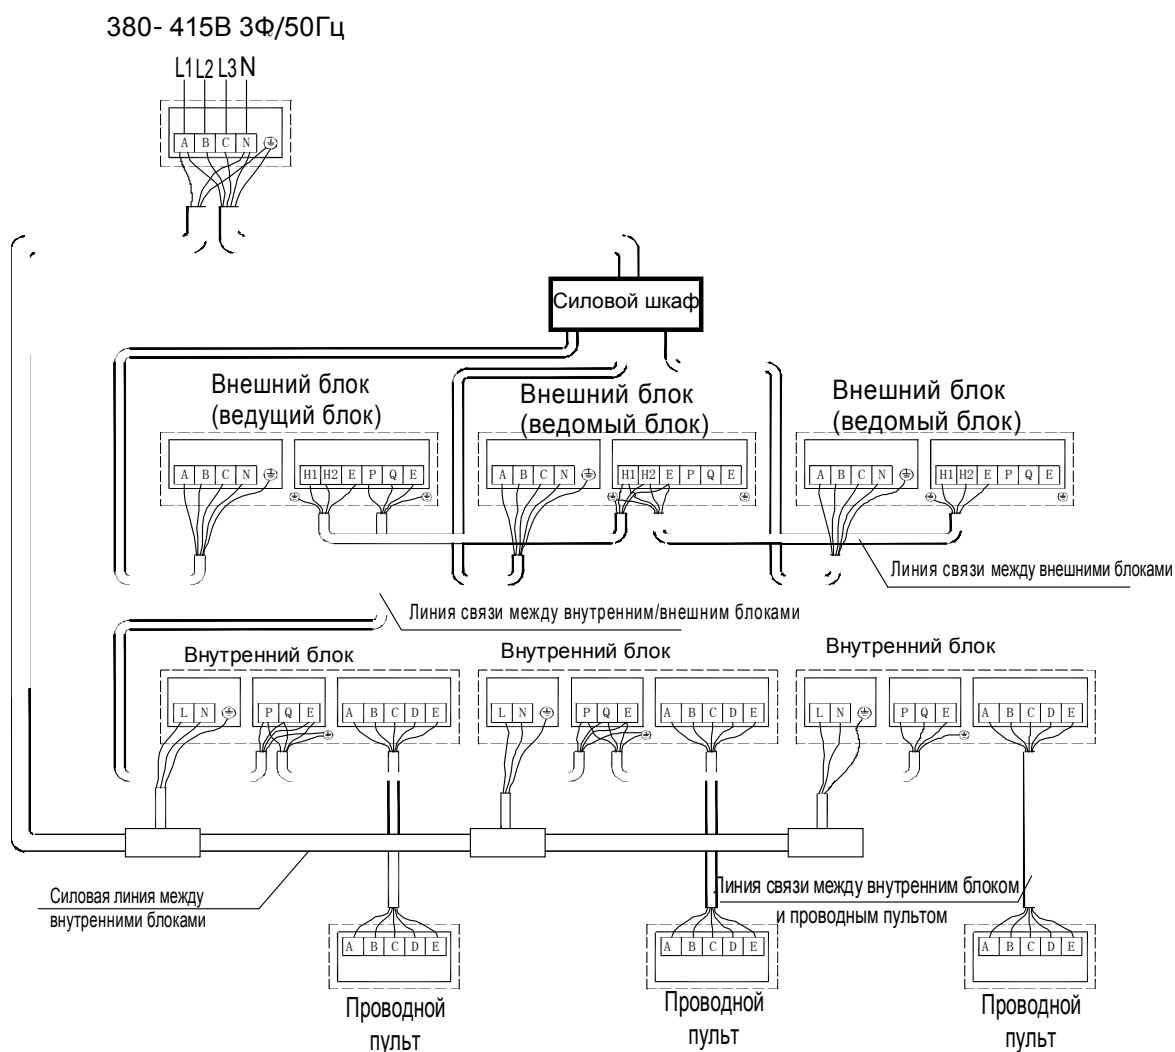 380- 415В 3Ф/50Гц
L1 L2 L3 N
A B C N
Силовой шкаф
Внешний блок
(ведущий блок)
Внешний блок
(ведомый блок)
Внешний блок
(ведомый блок)
A B C N
H1 H2 E P Q E
A B C N
H1 H2 E P Q E
A B C N
H1 H2 E P Q E
Линия связи между внешними блоками
Линия связи между внутренним/внешним блоками
Внутренний блок
Внутренний блок
Внутренний блок
L N
P Q E
A B C D E
L N
P Q E
A B C D E
L N
P Q E
A B C D E
Силовая линия между
внутренними блоками
Линия связи между внутренним блоком
и проводным пультом
A B C D E
A B C D E
A B C D E
Проводной
пульт
Проводной
пульт
Проводной
пульт